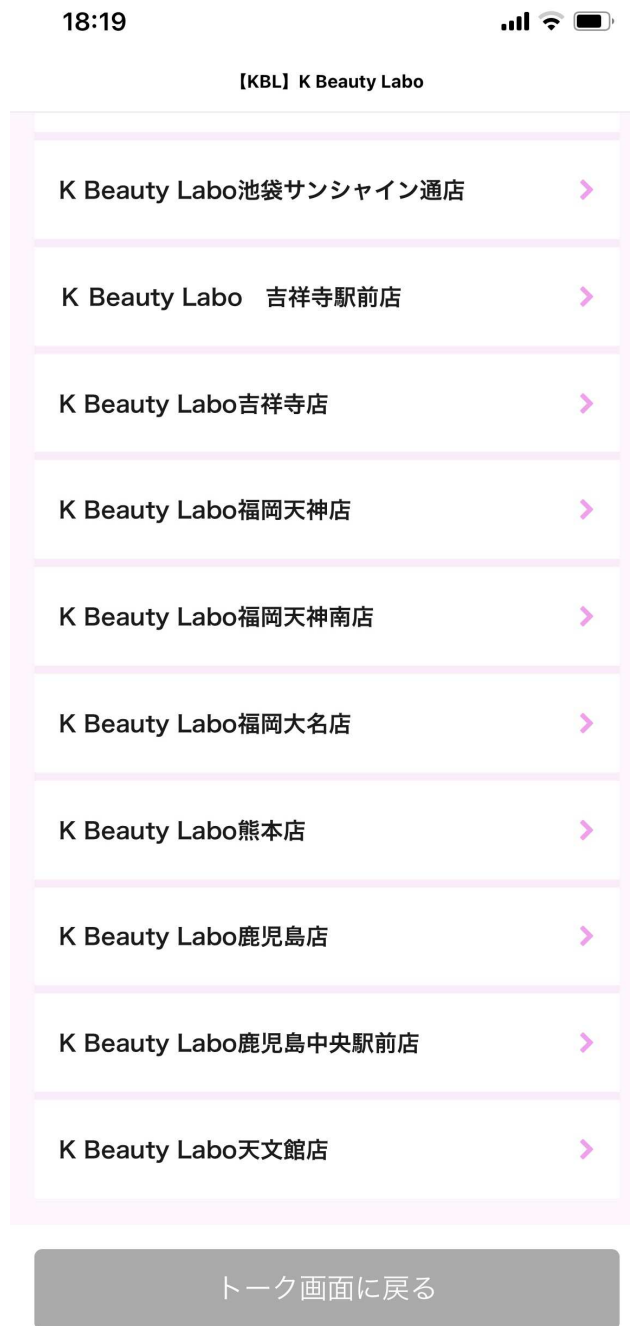 18:19
【KBL】K Beauty Labo
K Beauty Labo池袋サンシャイン通店
K Beauty Labo　吉祥寺駅前店
K Beauty Labo吉祥寺店
K Beauty Labo福岡天神店
K Beauty Labo福岡天神南店
K Beauty Labo福岡大名店
K Beauty Labo熊本店
K Beauty Labo鹿児島店
K Beauty Labo鹿児島中央駅前店
K Beauty Labo天文館店
トーク画面に戻る